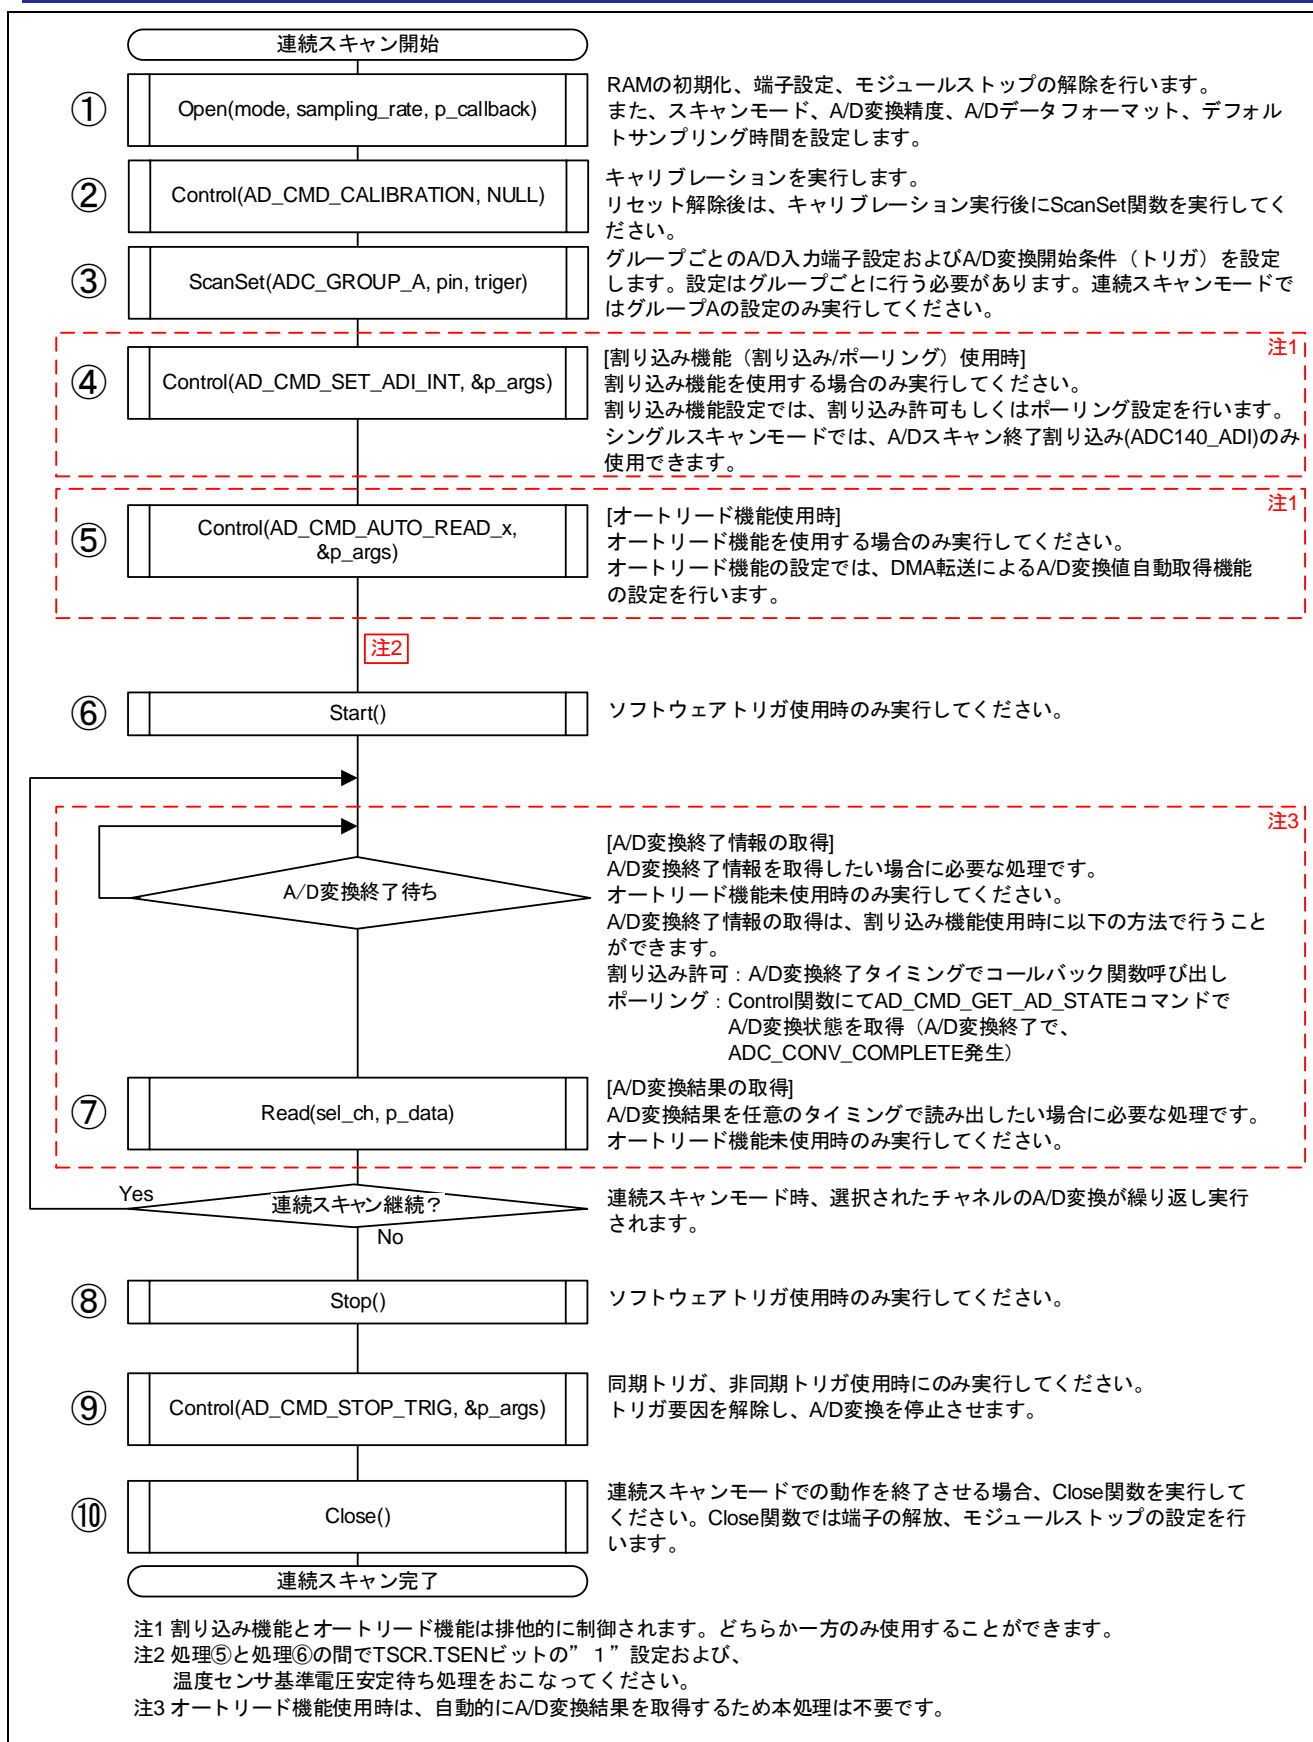 連続スキャン開始
①
Open(mode, sampling_rate, p_callback)
RAMの初期化、端子設定、モジュールストップの解除を行います。
また、スキャンモード、A/D変換精度、A/Dデータフォーマット、デフォル
トサンプリング時間を設定します。
②
Control(AD_CMD_CALIBRATION, NULL)
キャリブレーションを実行します。
リセット解除後は、キャリブレーション実行後にScanSet関数を実行してく
ださい。
③
ScanSet(ADC_GROUP_A, pin, triger)
グループごとのA/D入力端子設定およびA/D変換開始条件（トリガ）を設定
します。設定はグループごとに行う必要があります。連続スキャンモードで
はグループAの設定のみ実行してください。
注1
④
Control(AD_CMD_SET_ADI_INT, &p_args)
[割り込み機能（割り込み/ポーリング）使用時]
割り込み機能を使用する場合のみ実行してください。
割り込み機能設定では、割り込み許可もしくはポーリング設定を行います。
シングルスキャンモードでは、A/Dスキャン終了割り込み(ADC140_ADI)のみ
使用できます。
注1
⑤
Control(AD_CMD_AUTO_READ_x,
&p_args)
[オートリード機能使用時]
オートリード機能を使用する場合のみ実行してください。
オートリード機能の設定では、DMA転送によるA/D変換値自動取得機能
の設定を行います。
注2
⑥
Start()
ソフトウェアトリガ使用時のみ実行してください。
注3
A/D変換終了待ち
[A/D変換終了情報の取得]
A/D変換終了情報を取得したい場合に必要な処理です。
オートリード機能未使用時のみ実行してください。
A/D変換終了情報の取得は、割り込み機能使用時に以下の方法で行うこと
ができます。
割り込み許可：A/D変換終了タイミングでコールバック関数呼び出し
ポーリング：Control関数にてAD_CMD_GET_AD_STATEコマンドで
A/D変換状態を取得（A/D変換終了で、
ADC_CONV_COMPLETE発生）
⑦
Read(sel_ch, p_data)
[A/D変換結果の取得]
A/D変換結果を任意のタイミングで読み出したい場合に必要な処理です。
オートリード機能未使用時のみ実行してください。
Yes
連続スキャン継続？
No
連続スキャンモード時、選択されたチャネルのA/D変換が繰り返し実行
されます。
⑧
Stop()
ソフトウェアトリガ使用時のみ実行してください。
⑨
Control(AD_CMD_STOP_TRIG, &p_args)
同期トリガ、非同期トリガ使用時にのみ実行してください。
トリガ要因を解除し、A/D変換を停止させます。
⑩
Close()
連続スキャンモードでの動作を終了させる場合、Close関数を実行して
ください。Close関数では端子の解放、モジュールストップの設定を行
います。
連続スキャン完了
注1 割り込み機能とオートリード機能は排他的に制御されます。どちらか一方のみ使用することができます。
注2 処理⑤と処理⑥の間でTSCR.TSENビットの”１”設定および、
温度センサ基準電圧安定待ち処理をおこなってください。
注3 オートリード機能使用時は、自動的にA/D変換結果を取得するため本処理は不要です。